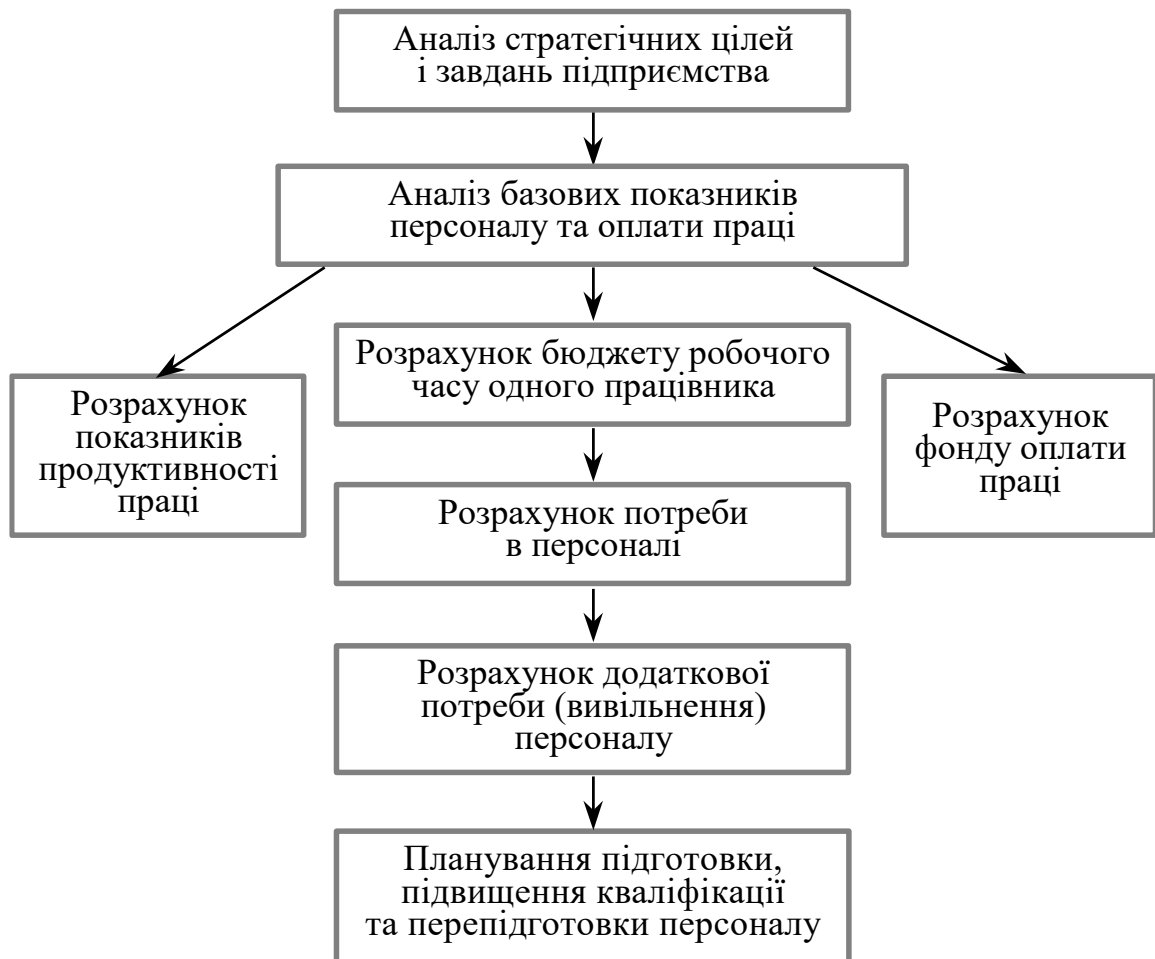 Аналіз стратегічних цілей
і завдань підприємства
Аналіз базових показників
персоналу та оплати праці
Розрахунок бюджету робочого
часу одного працівника
Розрахунок
показників
продуктивності
праці
Розрахунок
фонду оплати
праці
Розрахунок потреби
в персоналі
Розрахунок додаткової
потреби (вивільнення)
персоналу
Планування підготовки,
підвищення кваліфікації
та перепідготовки персоналу